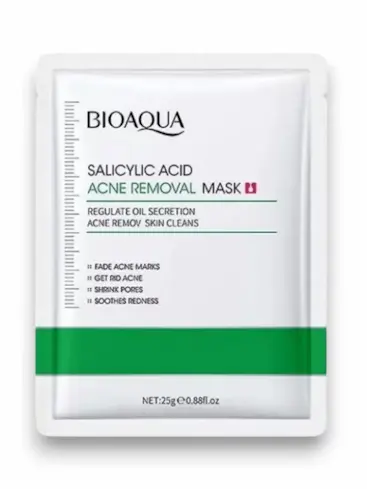 BIOAQUA
SALICYLIC ACID
ACNE REMOVAL MASK
REGULATE OIL SECRETION
ACNE REMOV SKIN CLEANS
FADE ACNE MARKS
GET RID ACNE
SHRINK PORES
SOOTHES REDNESS
NET:25g℮0.88fl.oz